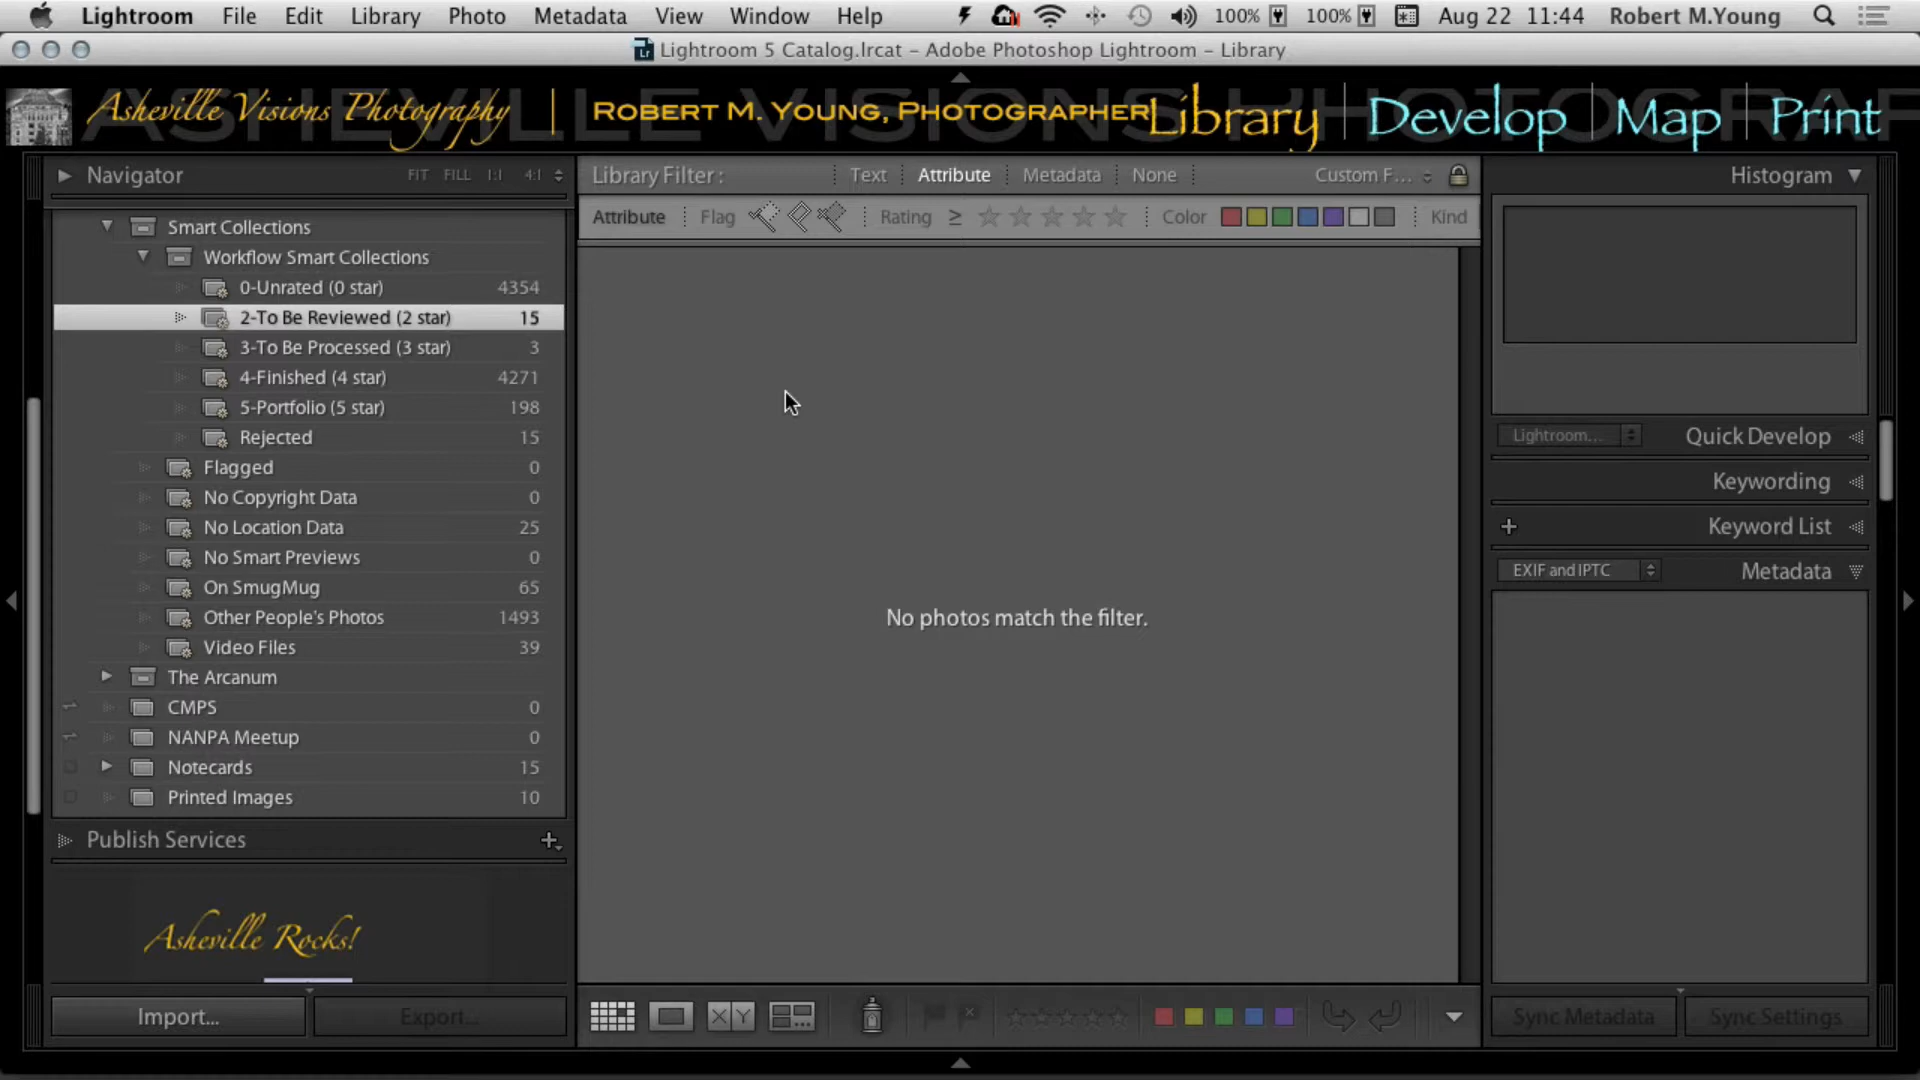 Lightroom File Edit Library Photo Metadata View Window Help 100% 100% Aug 22 11:44 Robert M.Young
Lightroom 5 Catalog.lrcat – Adobe Photoshop Lightroom – Library
Asheville Visions Photography | Robert M. Young, Photographer Library | Develop | Map | Print
Navigator FIT FILL 1:1 4:1
Library Filter: Text Attribute Metadata None Custom F...
Histogram
Attribute Flag Rating ≥ Color Kind
Smart Collections
Workflow Smart Collections
0-Unrated (0 star) 4354
2-To Be Reviewed (2 star) 15
3-To Be Processed (3 star) 3
4-Finished (4 star) 4271
5-Portfolio (5 star) 198
Rejected 15
Flagged 0
No Copyright Data 0
No Location Data 25
No Smart Previews 0
On SmugMug 65
Other People's Photos 1493
Video Files 39
The Arcanum
CMPS 0
NANPA Meetup 0
Notecards 15
Printed Images 10
Publish Services
Asheville Rocks!
Import... Export...
No photos match the filter.
XY
Lightroom... Quick Develop
Keywording
Keyword List
EXIF and IPTC Metadata
Sync Metadata Sync Settings